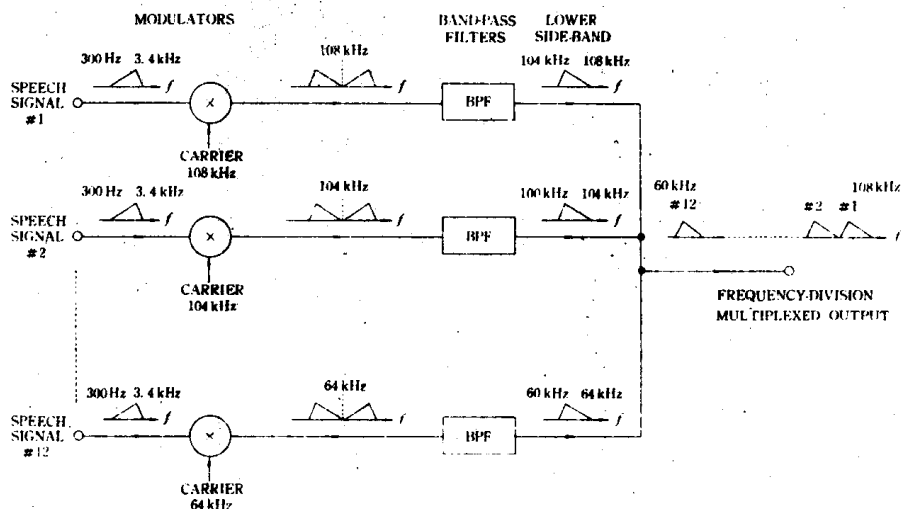 MODULATORS
BAND-PASS
FILTERS
LOWER
SIDE-BAND
300 Hz 3.4 kHz
f
108 kHz
f
104 kHz 108 kHz
f
SPEECH
SIGNAL
#1
×
BPF
CARRIER
108 kHz
300 Hz 3.4 kHz
f
104 kHz
f
100 kHz 104 kHz
f
60 kHz
#12
#2 #1
108 kHz
f
SPEECH
SIGNAL
#2
×
BPF
CARRIER
104 kHz
FREQUENCY-DIVISION
MULTIPLEXED OUTPUT
300 Hz 3.4 kHz
f
64 kHz
f
60 kHz 64 kHz
f
SPEECH
SIGNAL
#12
×
BPF
CARRIER
64 kHz